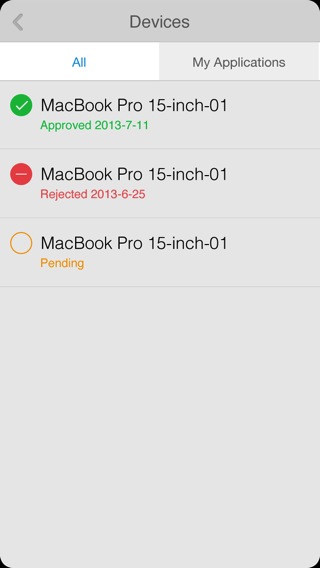 Devices
All
My Applications
MacBook Pro 15-inch-01
Approved 2013-7-11
MacBook Pro 15-inch-01
Rejected 2013-6-25
MacBook Pro 15-inch-01
Pending